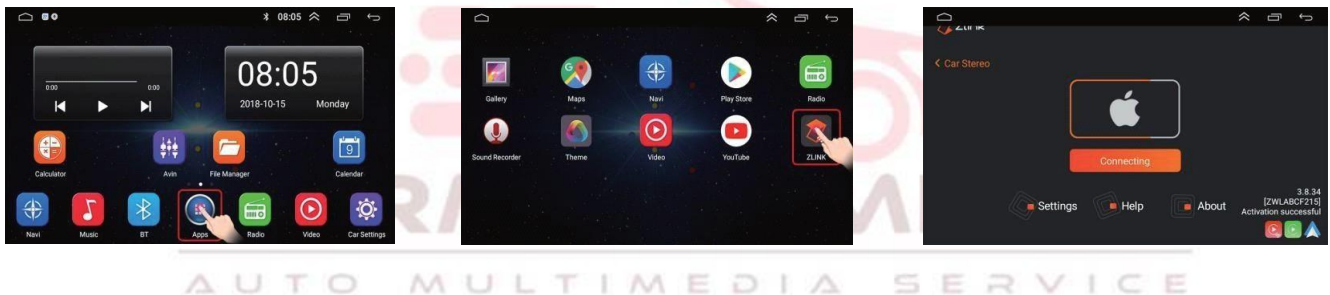 08:05
0:00
0:00
08:05
2018-10-15 Monday
Calculator
Avin
File Manager
Calendar
Navi
Music
BT
Apps
Radio
Video
Car Settings
Gallery
Maps
Navi
Play Store
Radio
Sound Recorder
Theme
Video
YouTube
ZLINK
Car Stereo
Connecting
Settings
Help
About
3.8.34
[ZWLABCF215]
Activation successful
AUTO MULTIMEDIA SERVICE